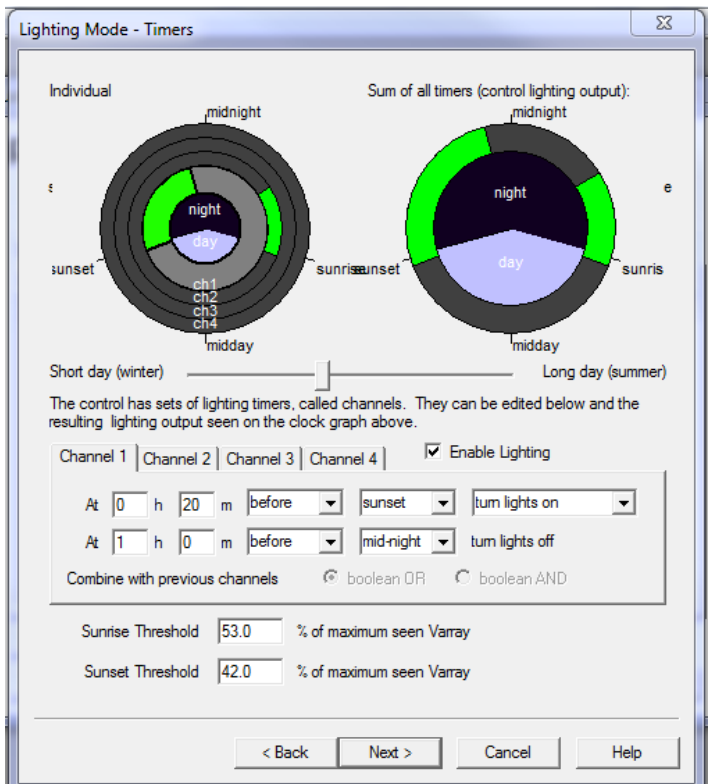 Lighting Mode - Timers
Individual
Sum of all timers (control lighting output):
midnight
midnight
s
e
night
night
day
day
sunset
sunrise
sunset
sunris
ch1
ch2
ch3
ch4
midday
midday
Short day (winter)
Long day (summer)
The control has sets of lighting timers, called channels. They can be edited below and the
resulting lighting output seen on the clock graph above.
Channel 1 Channel 2 Channel 3 Channel 4 Enable Lighting
At 0 h 20 m before sunset turn lights on
At 1 h 0 m before mid-night turn lights off
Combine with previous channels boolean OR boolean AND
Sunrise Threshold 53.0 % of maximum seen Varray
Sunset Threshold 42.0 % of maximum seen Varray
< Back Next > Cancel Help